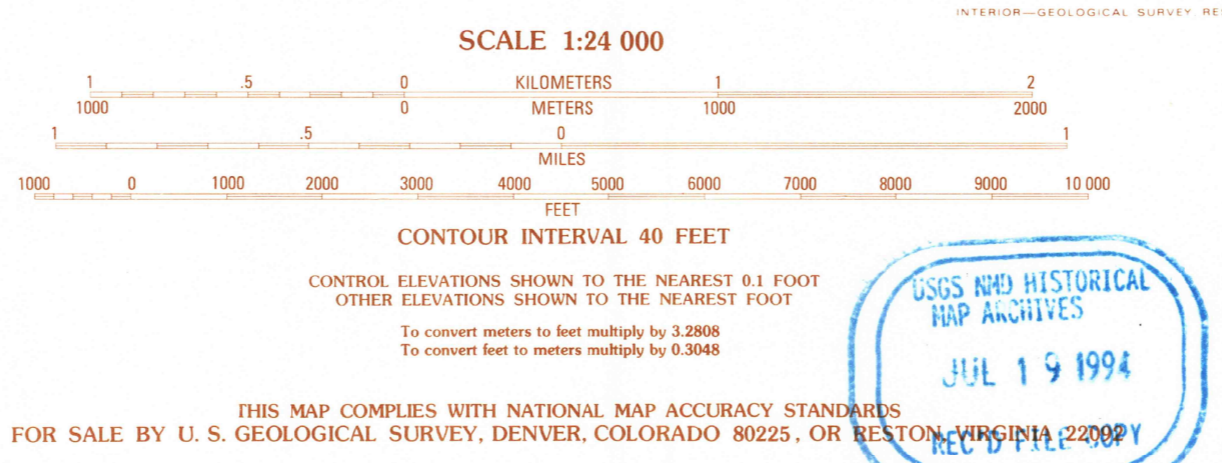 INTERIOR—GEOLOGICAL SURVEY
SCALE 1:24 000
1 .5 0 KILOMETERS 1 2
1000 0 METERS 1000 2000
1 .5 0 1
MILES
1000 0 1000 2000 3000 4000 5000 6000 7000 8000 9000 10 000
FEET
CONTOUR INTERVAL 40 FEET
CONTROL ELEVATIONS SHOWN TO THE NEAREST 0.1 FOOT
OTHER ELEVATIONS SHOWN TO THE NEAREST FOOT
To convert meters to feet multiply by 3.2808
To convert feet to meters multiply by 0.3048
THIS MAP COMPLIES WITH NATIONAL MAP ACCURACY STANDARDS
FOR SALE BY U. S. GEOLOGICAL SURVEY, DENVER, COLORADO 80225, OR RESTON, VIRGINIA 22092
USGS NMD HISTORICAL
MAP ARCHIVES
JUL 19 1994
REC'D FILE COPY